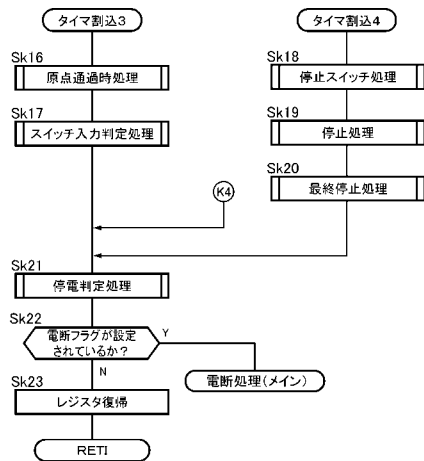 タイマ割込3
Sk16
原点通過時処理
Sk17
スイッチ入力判定処理
タイマ割込4
Sk18
停止スイッチ処理
Sk19
停止処理
Sk20
最終停止処理
K4
Sk21
停電判定処理
Sk22
電断フラグが設定
されているか?
Y
N
電断処理(メイン)
Sk23
レジスタ復帰
RETI